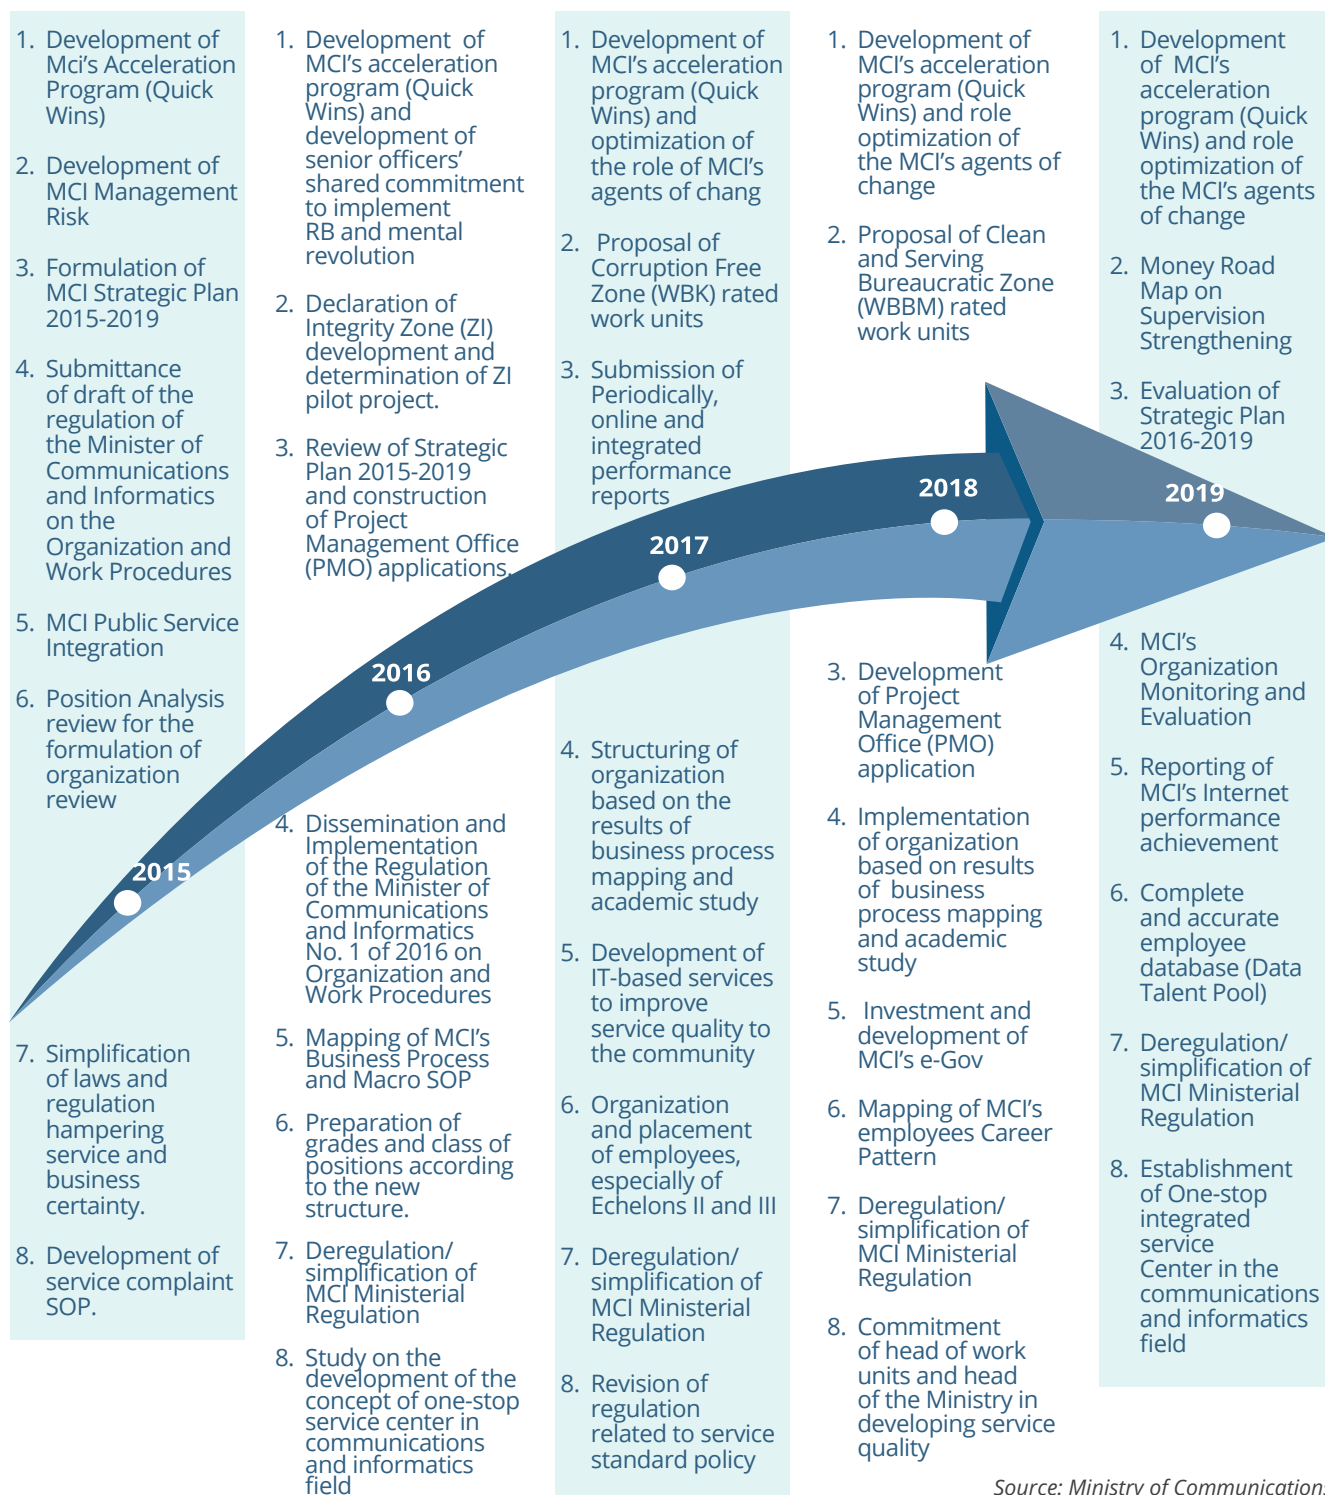 1. Development of
Mci's Acceleration
Program (Quick
Wins)
2. Development of
MCI Management
Risk
3. Formulation of
MCI Strategic Plan
2015-2019
4. Submittance
of draft of the
regulation of
the Minister of
Communications
and Informatics
on the
Organization and
Work Procedures
5. MCI Public Service
Integration
6. Position Analysis
review for the
formulation of
organization
review
2015
7. Simplification
of laws and
regulation
hampering
service and
business
certainty.
8. Development of
service complaint
SOP.
1. Development of
MCI's acceleration
program (Quick
Wins) and
development of
senior officers'
shared commitment
to implement
RB and mental
revolution
2. Declaration of
Integrity Zone (ZI)
development and
determination of ZI
pilot project.
3. Review of Strategic
Plan 2015-2019
and construction
of Project
Management Office
(PMO) applications.
2016
4. Dissemination and
Implementation
of the Regulation
of the Minister of
Communications
and Informatics
No. 1 of 2016 on
Organization and
Work Procedures
5. Mapping of MCI's
Business Process
and Macro SOP
6. Preparation of
grades and class of
positions according
to the new
structure.
7. Deregulation/
simplification of
MCI Ministerial
Regulation
8. Study on the
development of the
concept of one-stop
service center in
communications
and informatics
field
1. Development of
MCI's acceleration
program (Quick
Wins) and
optimization of
the role of MCI's
agents of chang
2. Proposal of
Corruption Free
Zone (WBK) rated
work units
3. Submission of
Periodically,
online and
integrated
performance
reports
2017
4. Structuring of
organization
based on the
results of
business process
mapping and
academic study
5. Development of
IT-based services
to improve
service quality to
the community
6. Organization
and placement
of employees,
especially of
Echelons II and III
7. Deregulation/
simplification of
MCI Ministerial
Regulation
8. Revision of
regulation
related to service
standard policy
1. Development of
MCI's acceleration
program (Quick
Wins) and role
optimization of
the MCI's agents of
change
2. Proposal of Clean
and Serving
Bureaucratic Zone
(WBBM) rated
work units
2018
3. Development
of Project
Management
Office (PMO)
application
4. Implementation
of organization
based on results
of business
process mapping
and academic
study
5. Investment and
development of
MCI's e-Gov
6. Mapping of MCI's
employees Career
Pattern
7. Deregulation/
simplification of
MCI Ministerial
Regulation
8. Commitment
of head of work
units and head
of the Ministry in
developing service
quality
1. Development
of MCI's
acceleration
program (Quick
Wins) and role
optimization of
the MCI's agents
of change
2. Money Road
Map on
Supervision
Strengthening
3. Evaluation of
Strategic Plan
2016-2019
2019
4. MCI's
Organization
Monitoring and
Evaluation
5. Reporting of
MCI's Internet
performance
achievement
6. Complete
and accurate
employee
database (Data
Talent Pool)
7. Deregulation/
simplification of
MCI Ministerial
Regulation
8. Establishment
of One-stop
integrated
service
Center in the
communications
and informatics
field
Source: Ministry of Communications